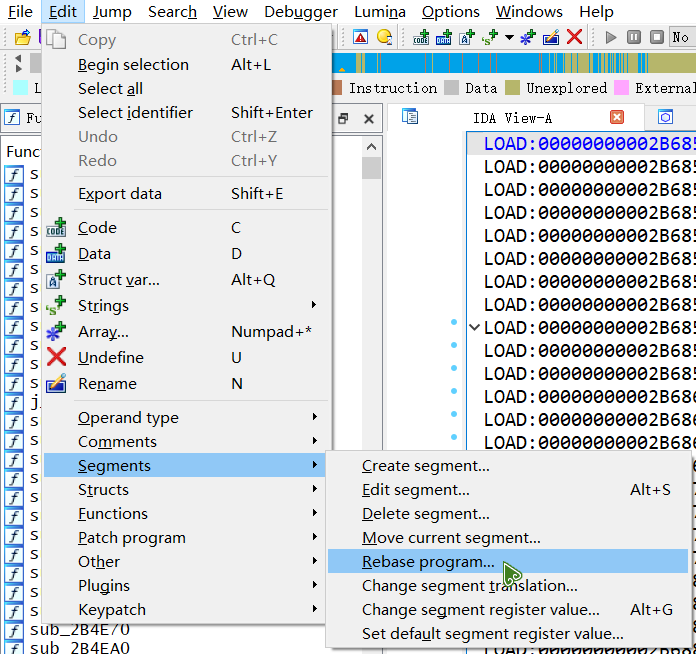 File Edit Jump Search View Debugger Lumina Options Windows Help
No
Instruction Data Unexplored External
IDA View-A
Copy Ctrl+C
Begin selection Alt+L
Select all
Select identifier Shift+Enter
Undo Ctrl+Z
Redo Ctrl+Y
Export data Shift+E
Code C
Data D
Struct var... Alt+Q
Strings
Array... Numpad+*
Undefine U
Rename N
Operand type
Comments
Segments
Structs
Functions
Patch program
Other
Plugins
Keypatch
Create segment...
Edit segment... Alt+S
Delete segment...
Move current segment...
Rebase program...
Change segment translation...
Change segment register value... Alt+G
Set default segment register value...
LOAD:00000000002B685
LOAD:00000000002B685
LOAD:00000000002B685
LOAD:00000000002B685
LOAD:00000000002B685
LOAD:00000000002B685
LOAD:00000000002B685
LOAD:00000000002B685
LOAD:00000000002B685
LOAD:00000000002B685
LOAD:00000000002B685
LOAD:00000000002B686
LOAD:00000000002B686
LOAD:00000000002B686
sub_2B4E70
sub_2B4EA0